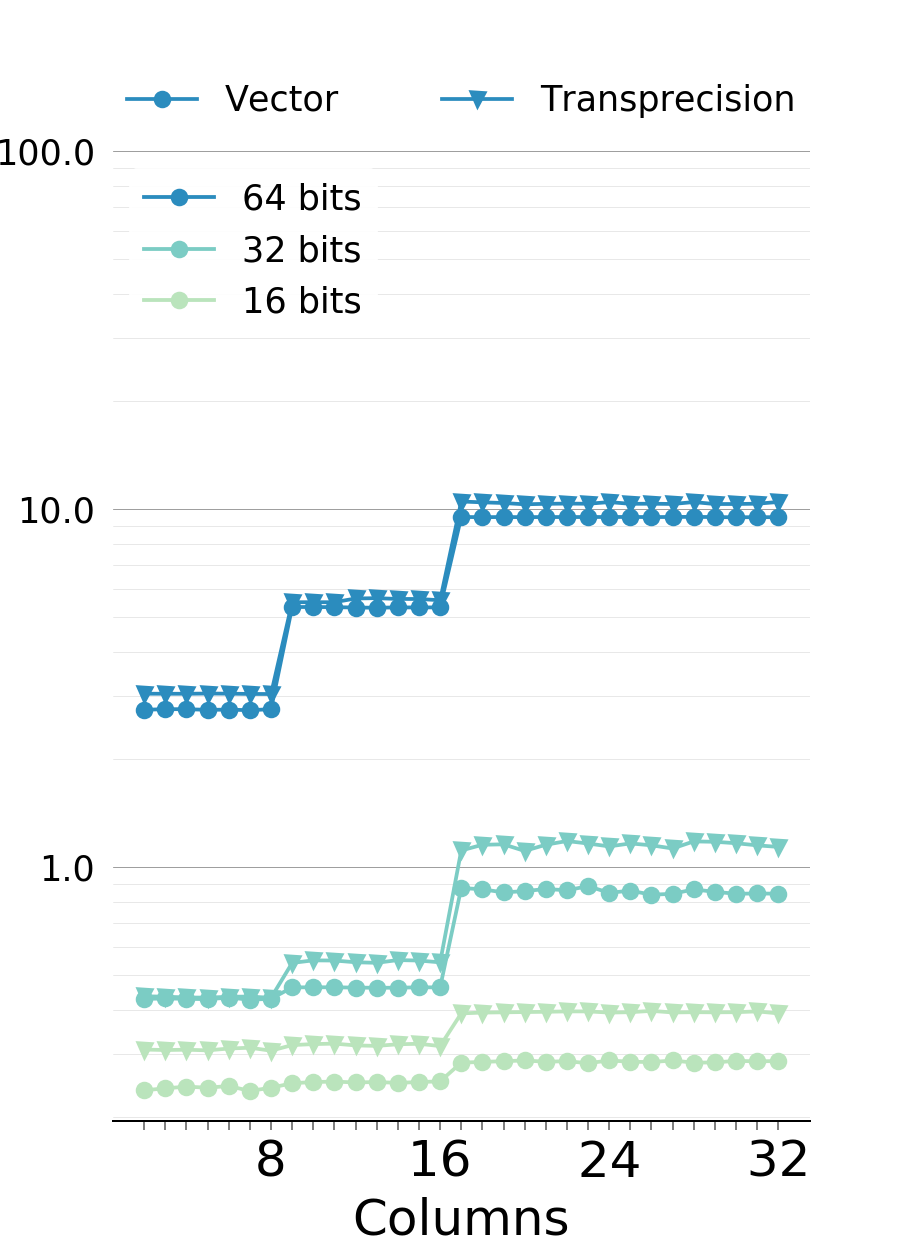 Vector Transprecision
100.0
64 bits
32 bits
16 bits
10.0
1.0
8 16 24 32
Columns